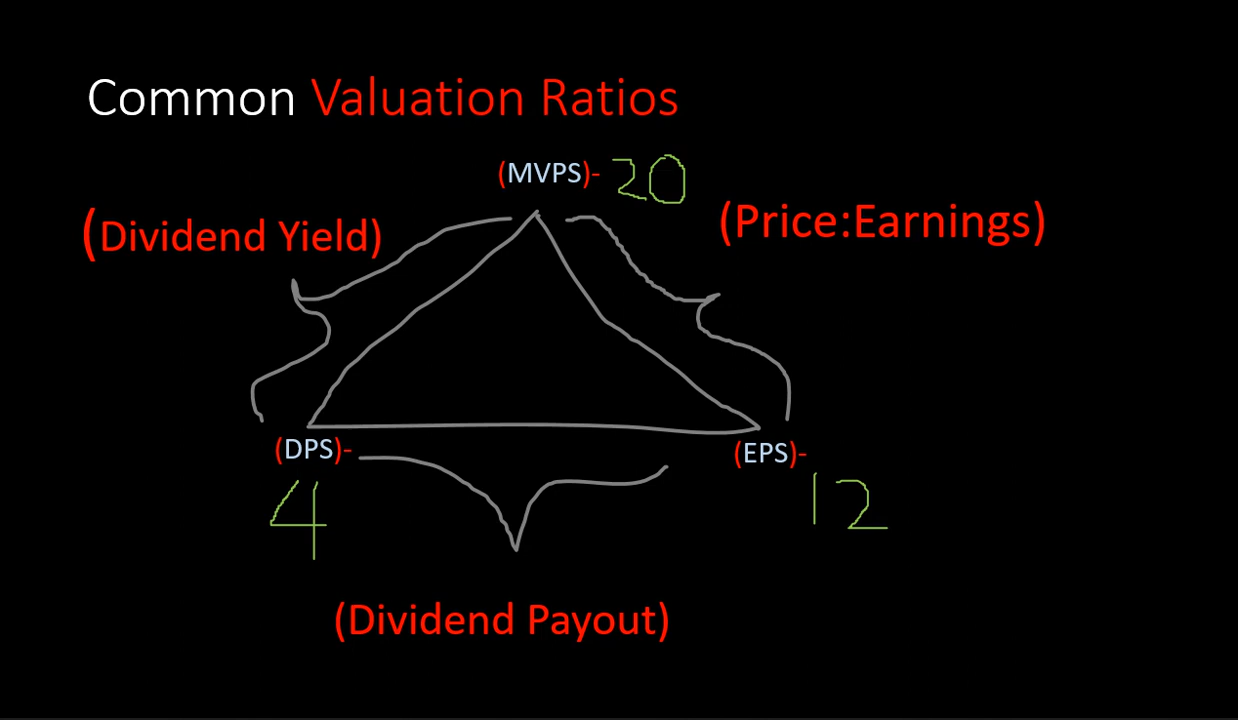 Common Valuation Ratios
(MVPS)- 20
(Dividend Yield)
(Price:Earnings)
(DPS)-
(EPS)-
4
12
(Dividend Payout)